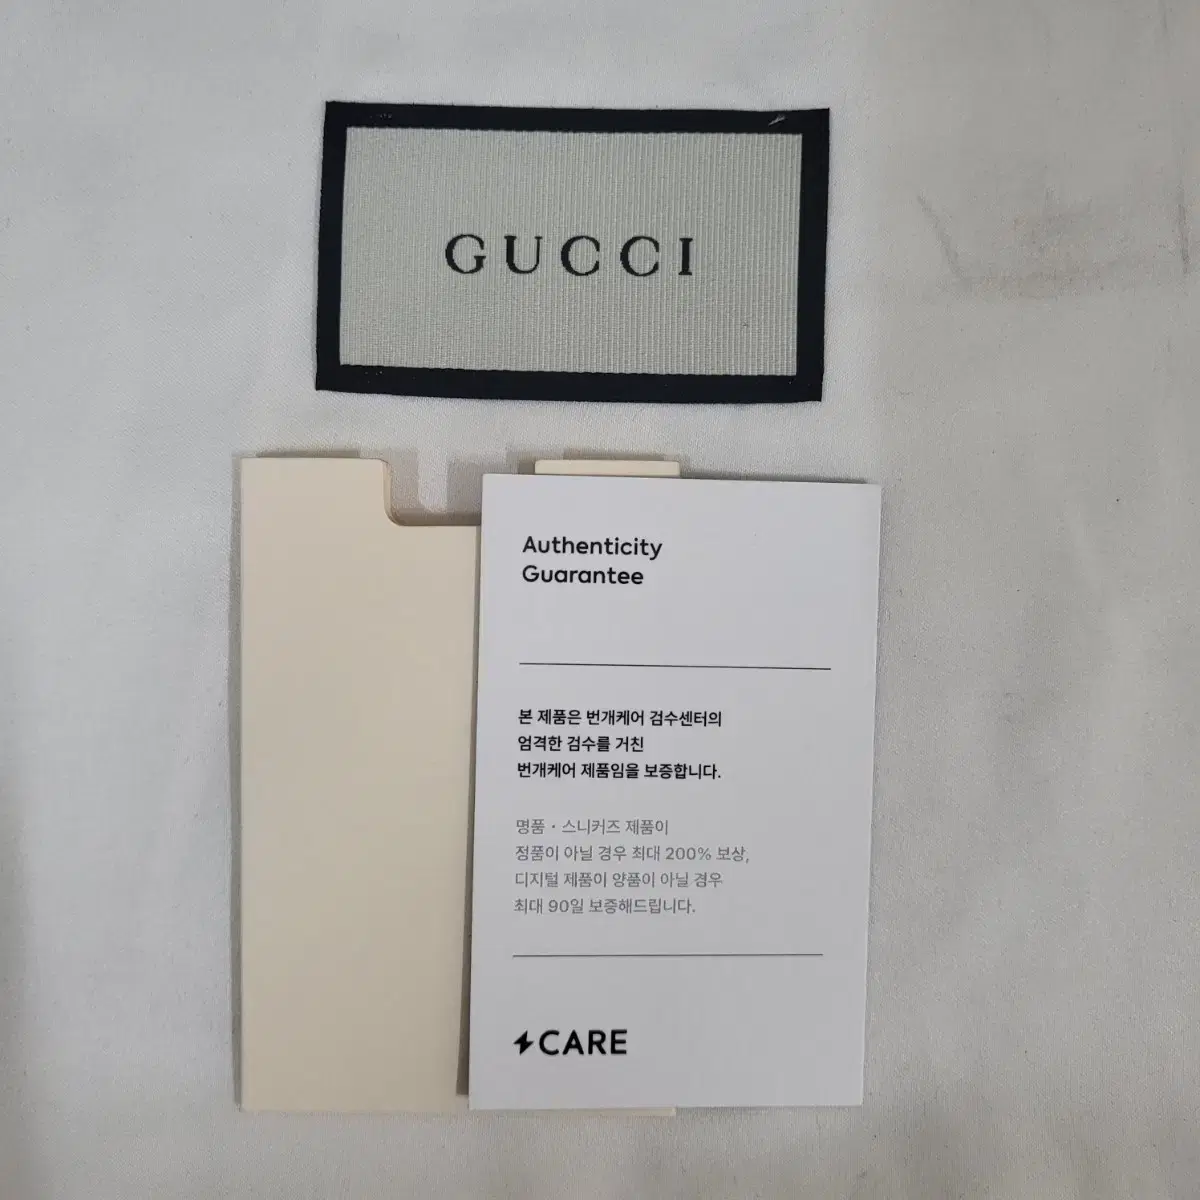 GUCCI
Authenticity
Guarantee
본 제품은 번개케어 검수센터의
엄격한 검수를 거친
번개케어 제품임을 보증합니다.
명품 · 스니커즈 제품이
정품이 아닐 경우 최대 200% 보상,
디지털 제품이 양품이 아닐 경우
최대 90일 보증해드립니다.
CARE